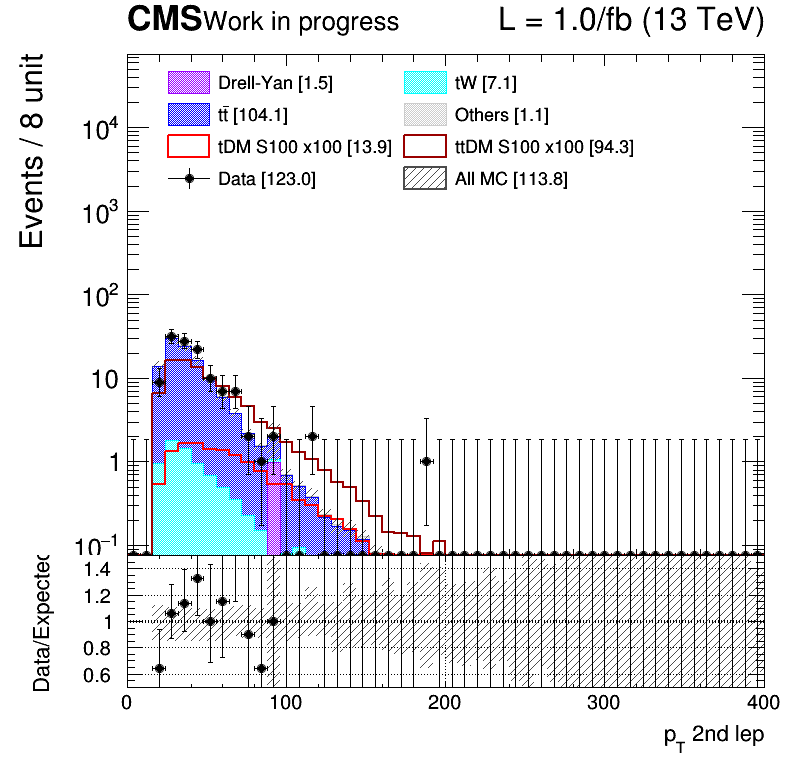 CMS Work in progress L = 1.0/fb (13 TeV)
Events / 8 unit
Drell-Yan [1.5] tW [7.1]
tt̄ [104.1] Others [1.1]
tDM S100 x100 [13.9] ttDM S100 x100 [94.3]
Data [123.0] All MC [113.8]
10⁴
10³
10²
10
1
10⁻¹
Data/Expected
1.4
1.2
1
0.8
0.6
0 100 200 300 400
p_T 2nd lep